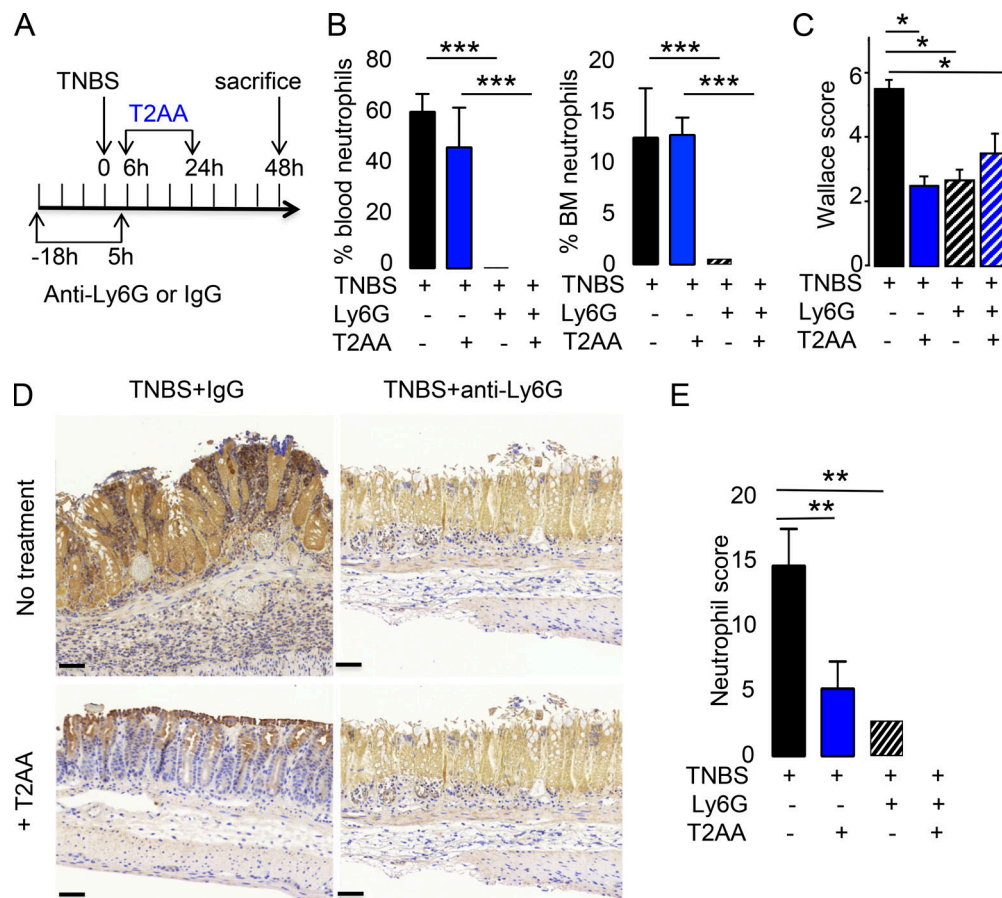 A
TNBS
sacrifice
T2AA
0 6h 24h 48h
-18h 5h
Anti-Ly6G or IgG
B
% blood neutrophils
80
60
40
20
0
***
***
TNBS + + + +
Ly6G - - + +
T2AA - + - +
% BM neutrophils
20
15
10
5
0
***
***
TNBS + + + +
Ly6G - - + +
T2AA - + - +
C
Wallace score
6
4
2
0
*
*
*
TNBS + + + +
Ly6G - - + +
T2AA - + - +
D
TNBS+IgG TNBS+anti-Ly6G
No treatment
+ T2AA
E
Neutrophil score
20
15
10
5
0
**
**
TNBS + + + +
Ly6G - - + +
T2AA - + - +